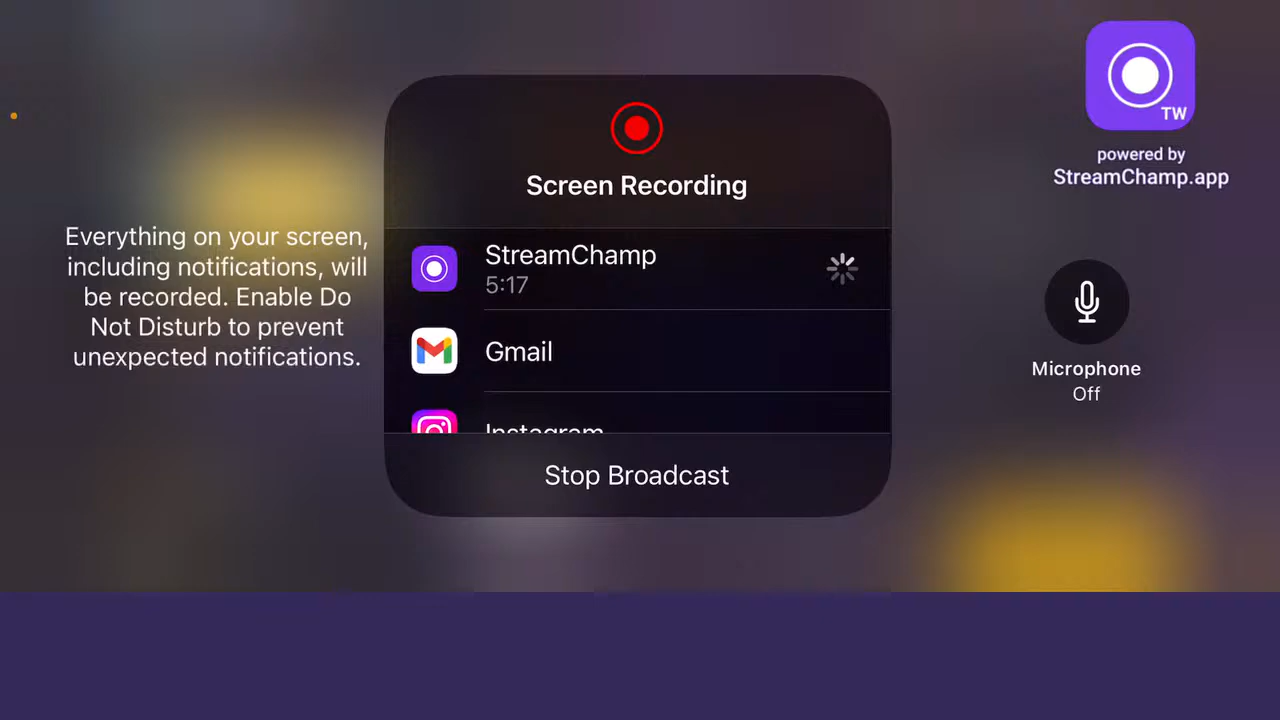 TW
powered by
StreamChamp.app
Screen Recording
Everything on your screen,
including notifications, will
be recorded. Enable Do
Not Disturb to prevent
unexpected notifications.
StreamChamp
5:17
Gmail
Instagram
Stop Broadcast
Microphone
Off